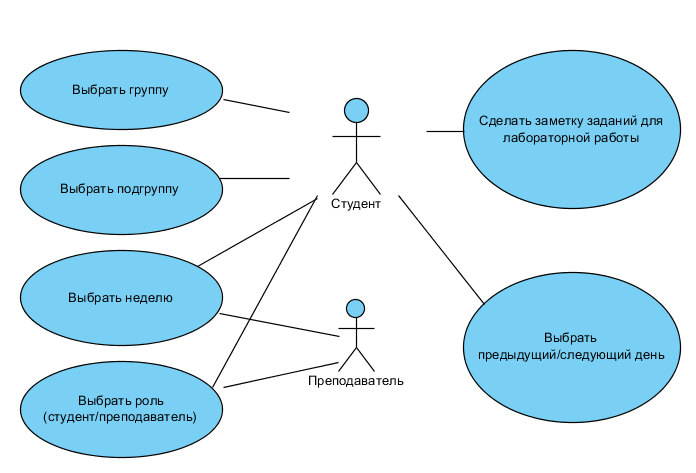 Выбрать группу
Выбрать подгруппу
Выбрать неделю
Выбрать роль
(студент/преподаватель)
Студент
Преподаватель
Сделать заметку заданий для
лабораторной работы
Выбрать
предыдущий/следующий день